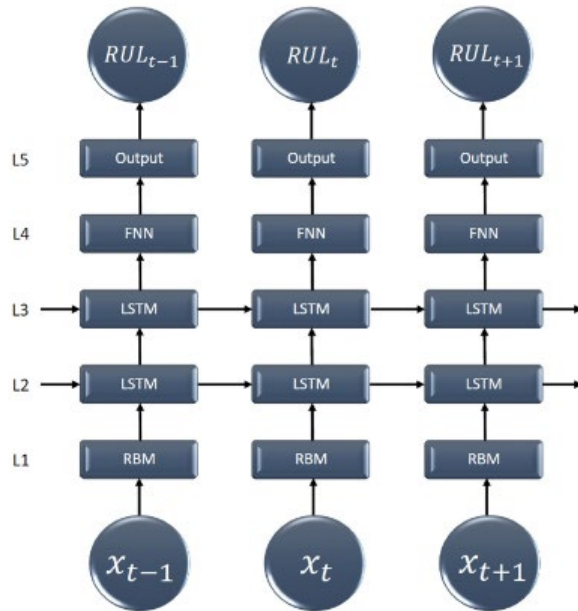 RUL_{t-1} RUL_t RUL_{t+1}
L5 Output Output Output
L4 FNN FNN FNN
L3 LSTM LSTM LSTM
L2 LSTM LSTM LSTM
L1 RBM RBM RBM
x_{t-1} x_t x_{t+1}